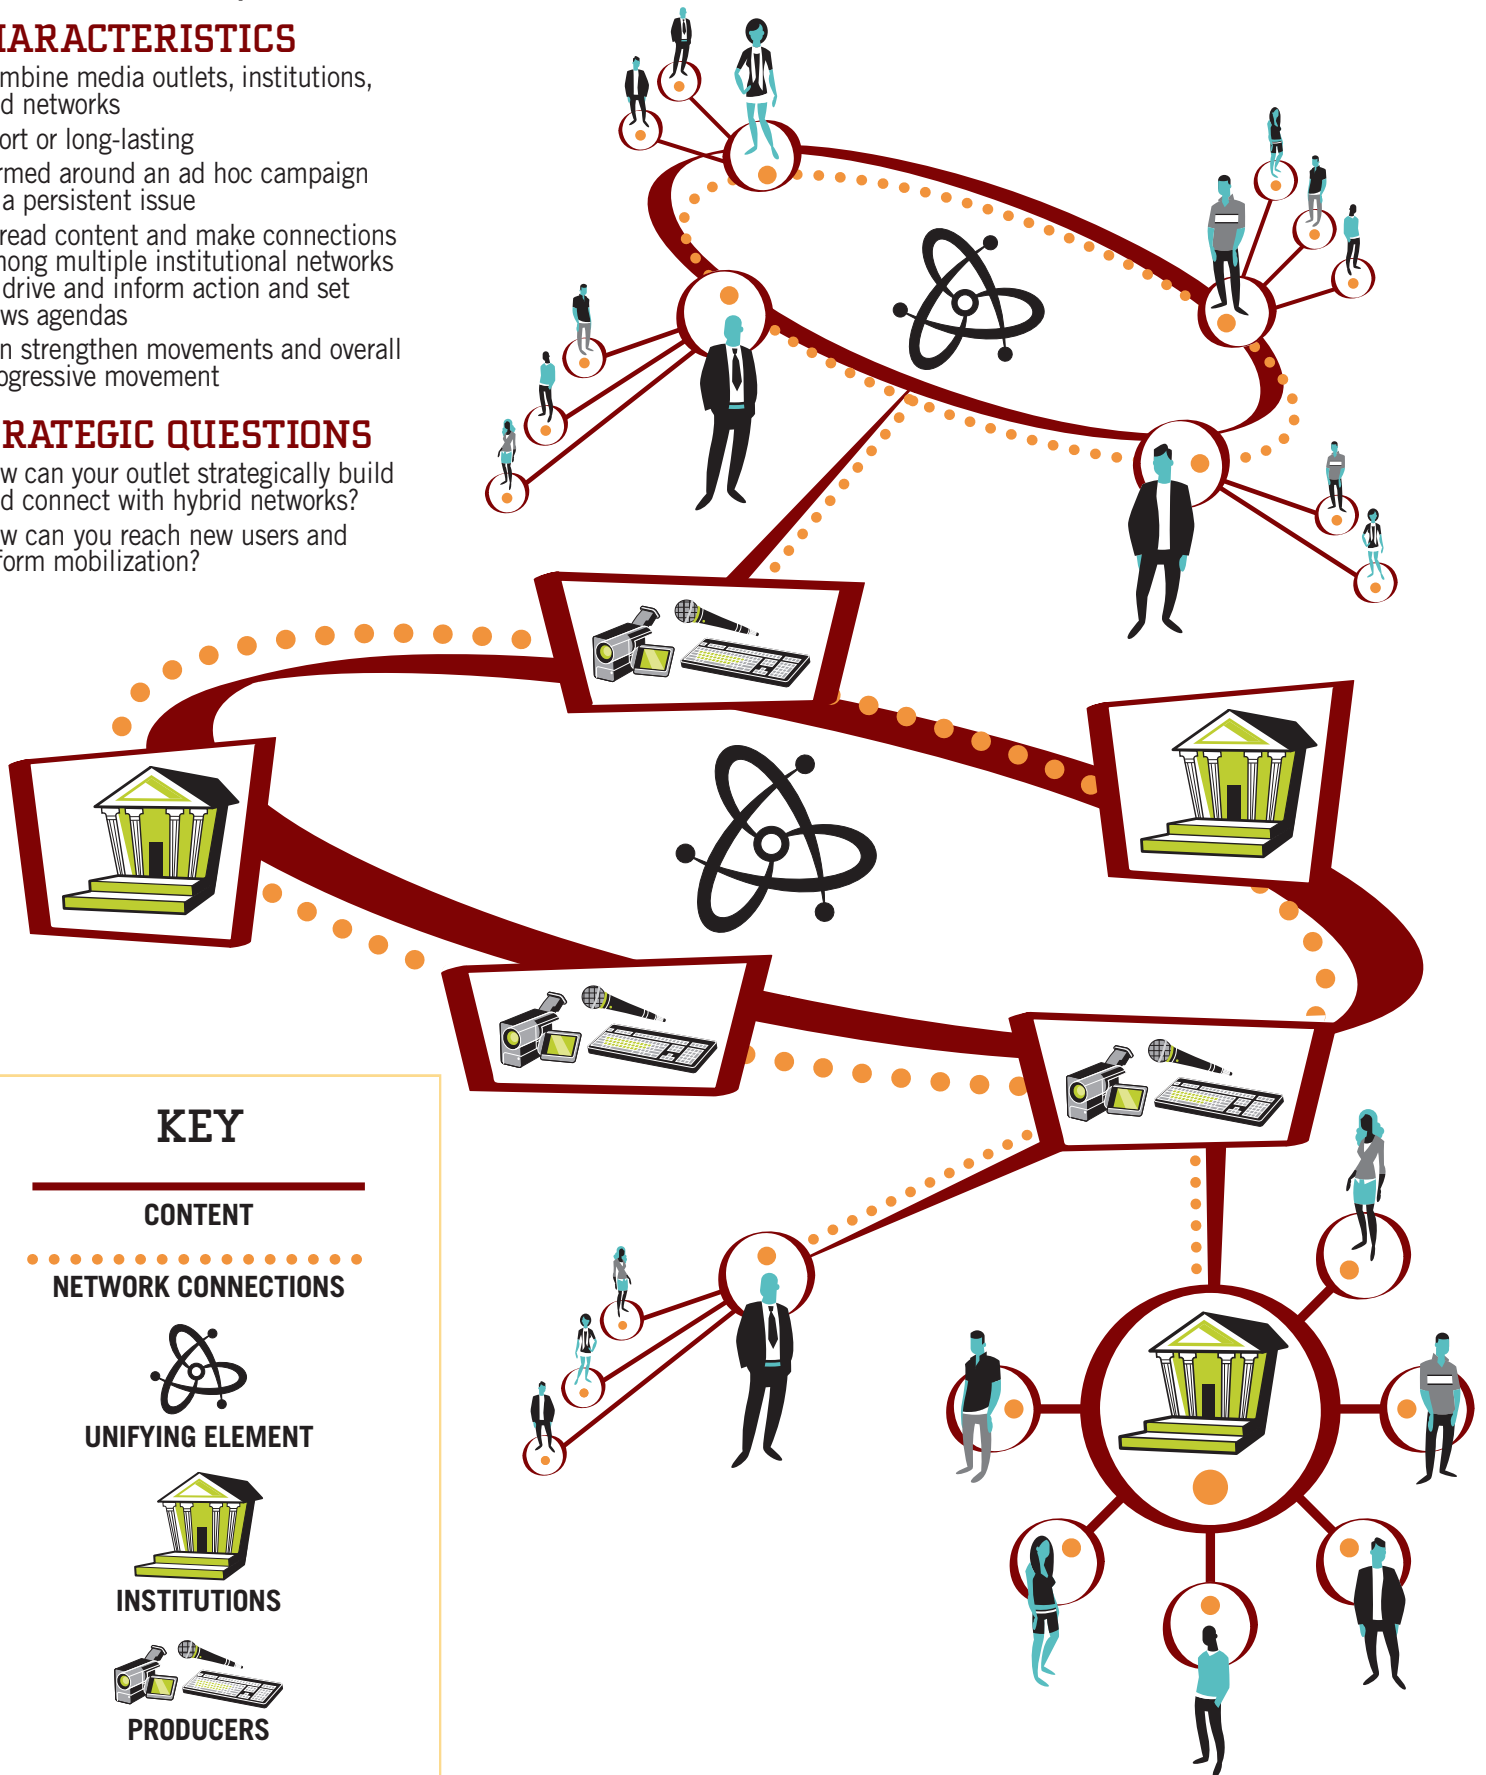 HARACTERISTICS
mbine media outlets, institutions,
d networks
ort or long-lasting
rmed around an ad hoc campaign
a persistent issue
read content and make connections
mong multiple institutional networks
drive and inform action and set
ws agendas
n strengthen movements and overall
ogressive movement
RATEGIC QUESTIONS
w can your outlet strategically build
d connect with hybrid networks?
w can you reach new users and
form mobilization?
KEY
CONTENT
NETWORK CONNECTIONS
UNIFYING ELEMENT
INSTITUTIONS
PRODUCERS